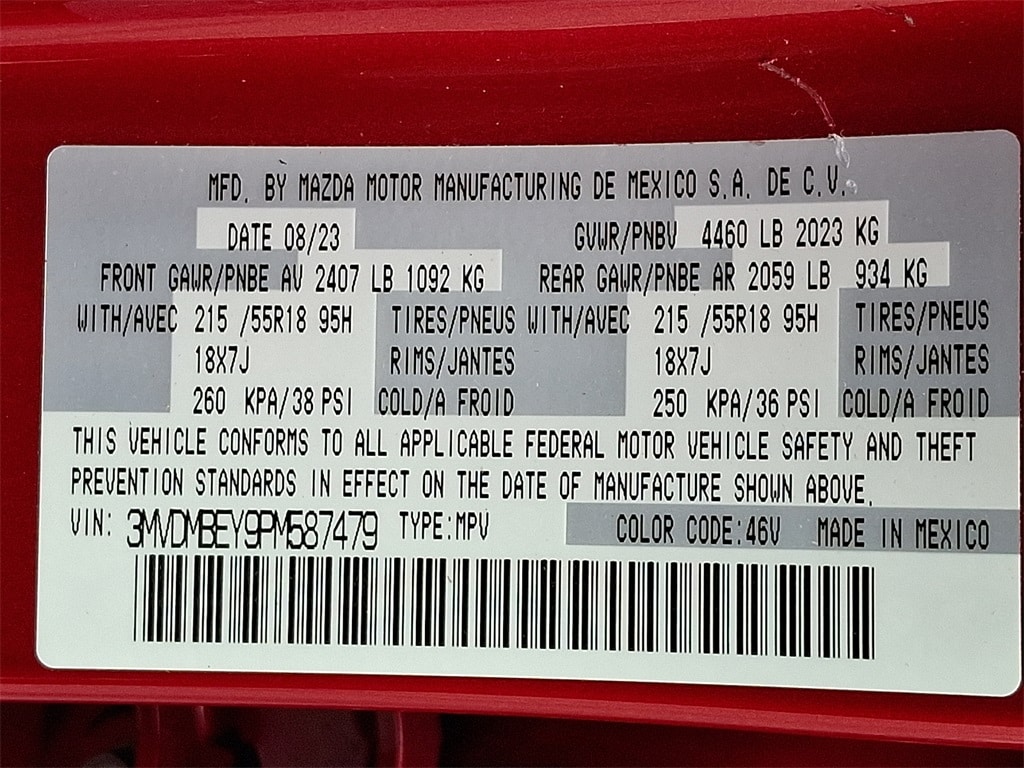 MFD. BY MAZDA MOTOR MANUFACTURING DE MEXICO S.A. DE C.V.
DATE 08/23 GVWR/PNBV 4460 LB 2023 KG
FRONT GAWR/PNBE AV 2407 LB 1092 KG REAR GAWR/PNBE AR 2059 LB 934 KG
WITH/AVEC 215 /55R18 95H TIRES/PNEUS WITH/AVEC 215 /55R18 95H TIRES/PNEUS
18X7J RIMS/JANTES 18X7J RIMS/JANTES
260 KPA/38 PSI COLD/A FROID 250 KPA/36 PSI COLD/A FROID
THIS VEHICLE CONFORMS TO ALL APPLICABLE FEDERAL MOTOR VEHICLE SAFETY AND THEFT
PREVENTION STANDARDS IN EFFECT ON THE DATE OF MANUFACTURE SHOWN ABOVE.
VIN: 3MVDMBEY9PM587479 TYPE:MPV COLOR CODE:46V MADE IN MEXICO